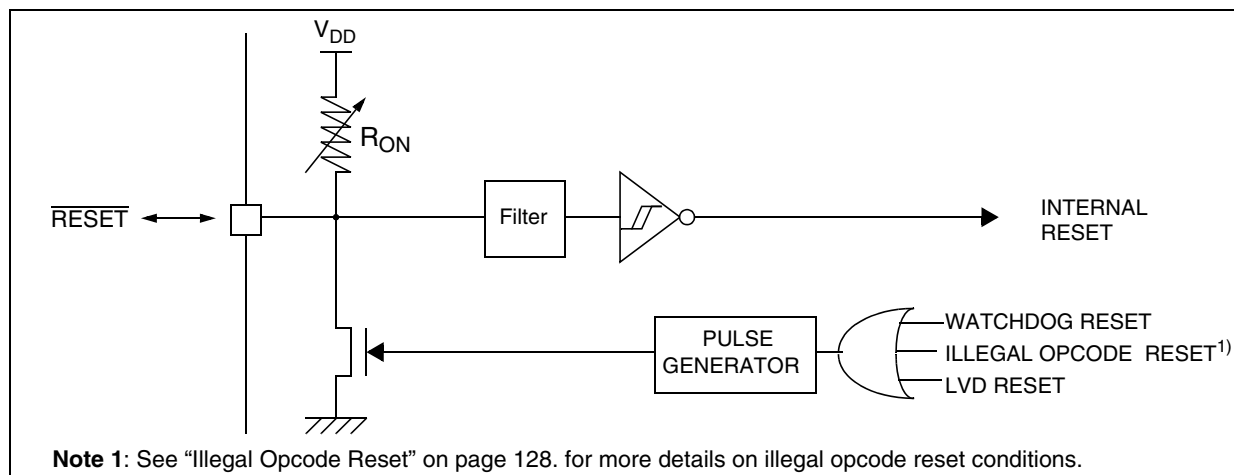 VDD
RON
RESET
Filter
INTERNAL
RESET
PULSE
GENERATOR
WATCHDOG RESET
ILLEGAL OPCODE RESET1)
LVD RESET
Note 1: See “Illegal Opcode Reset” on page 128. for more details on illegal opcode reset conditions.